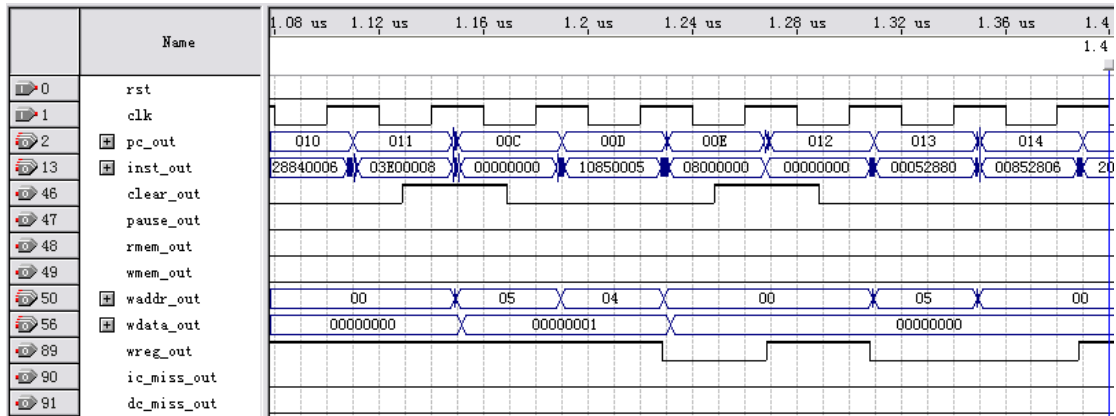 1.08 us 1.12 us 1.16 us 1.2 us 1.24 us 1.28 us 1.32 us 1.36 us 1.4
Name
1.4
0 rst
1 clk
2 pc_out 010 011 00C 00D 00E 012 013 014
13 inst_out 28840006 03E00008 00000000 10850005 08000000 00000000 00052880 00852806 20
46 clear_out
47 pause_out
48 rmem_out
49 wmem_out
50 waddr_out 00 05 04 00 05 00
56 wdata_out 00000000 00000001 00000000
89 wreg_out
90 ic_miss_out
91 dc_miss_out